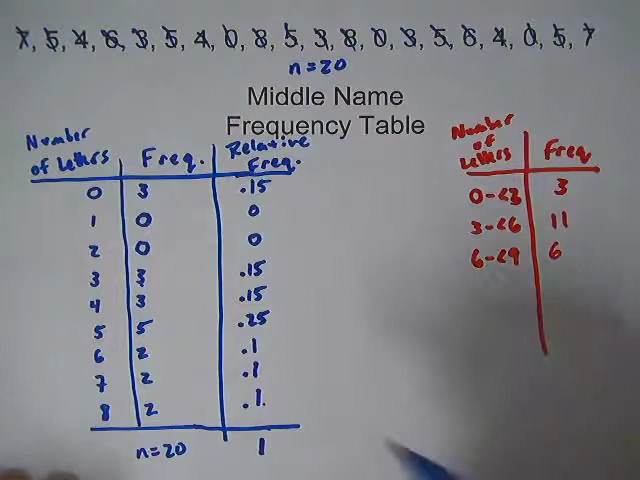 7, 5, 4, 6, 3, 5, 4, 0, 8, 5, 3, 8, 0, 3, 5, 6, 4, 0, 5, 7
n=20
Middle Name
Frequency Table
Number of Letters | Freq. | Relative Freq.
0 3 .15
1 0 0
2 0 0
3 3 .15
4 3 .15
5 5 .25
6 2 .1
7 2 .1
8 2 .1
n=20 1
Number of Letters | Freq
0-<3 3
3-<6 11
6-<9 6